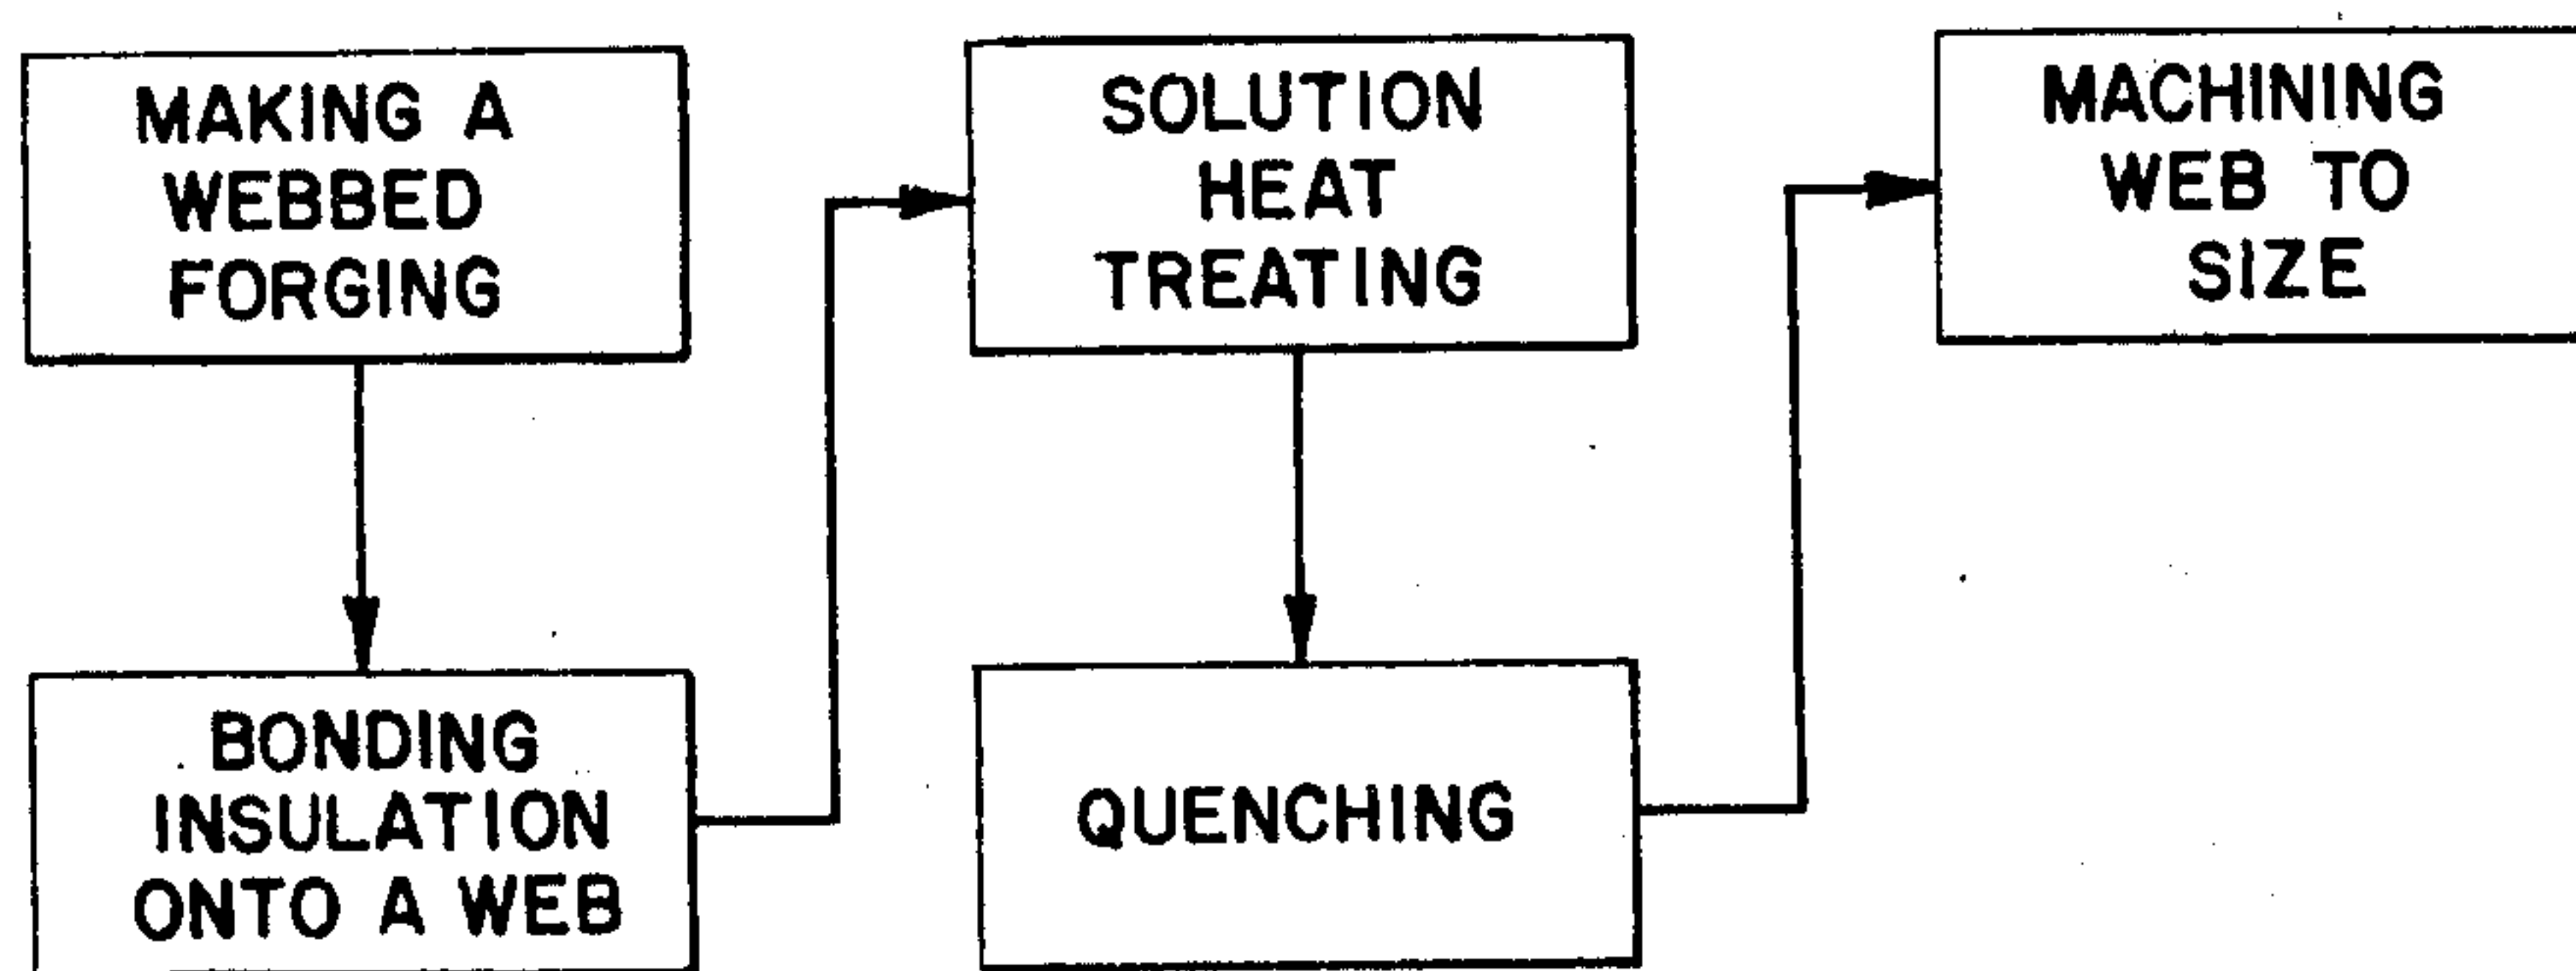 MAKING A
WEBBED
FORGING
BONDING
INSULATION
ONTO A WEB
SOLUTION
HEAT
TREATING
QUENCHING
MACHINING
WEB TO
SIZE